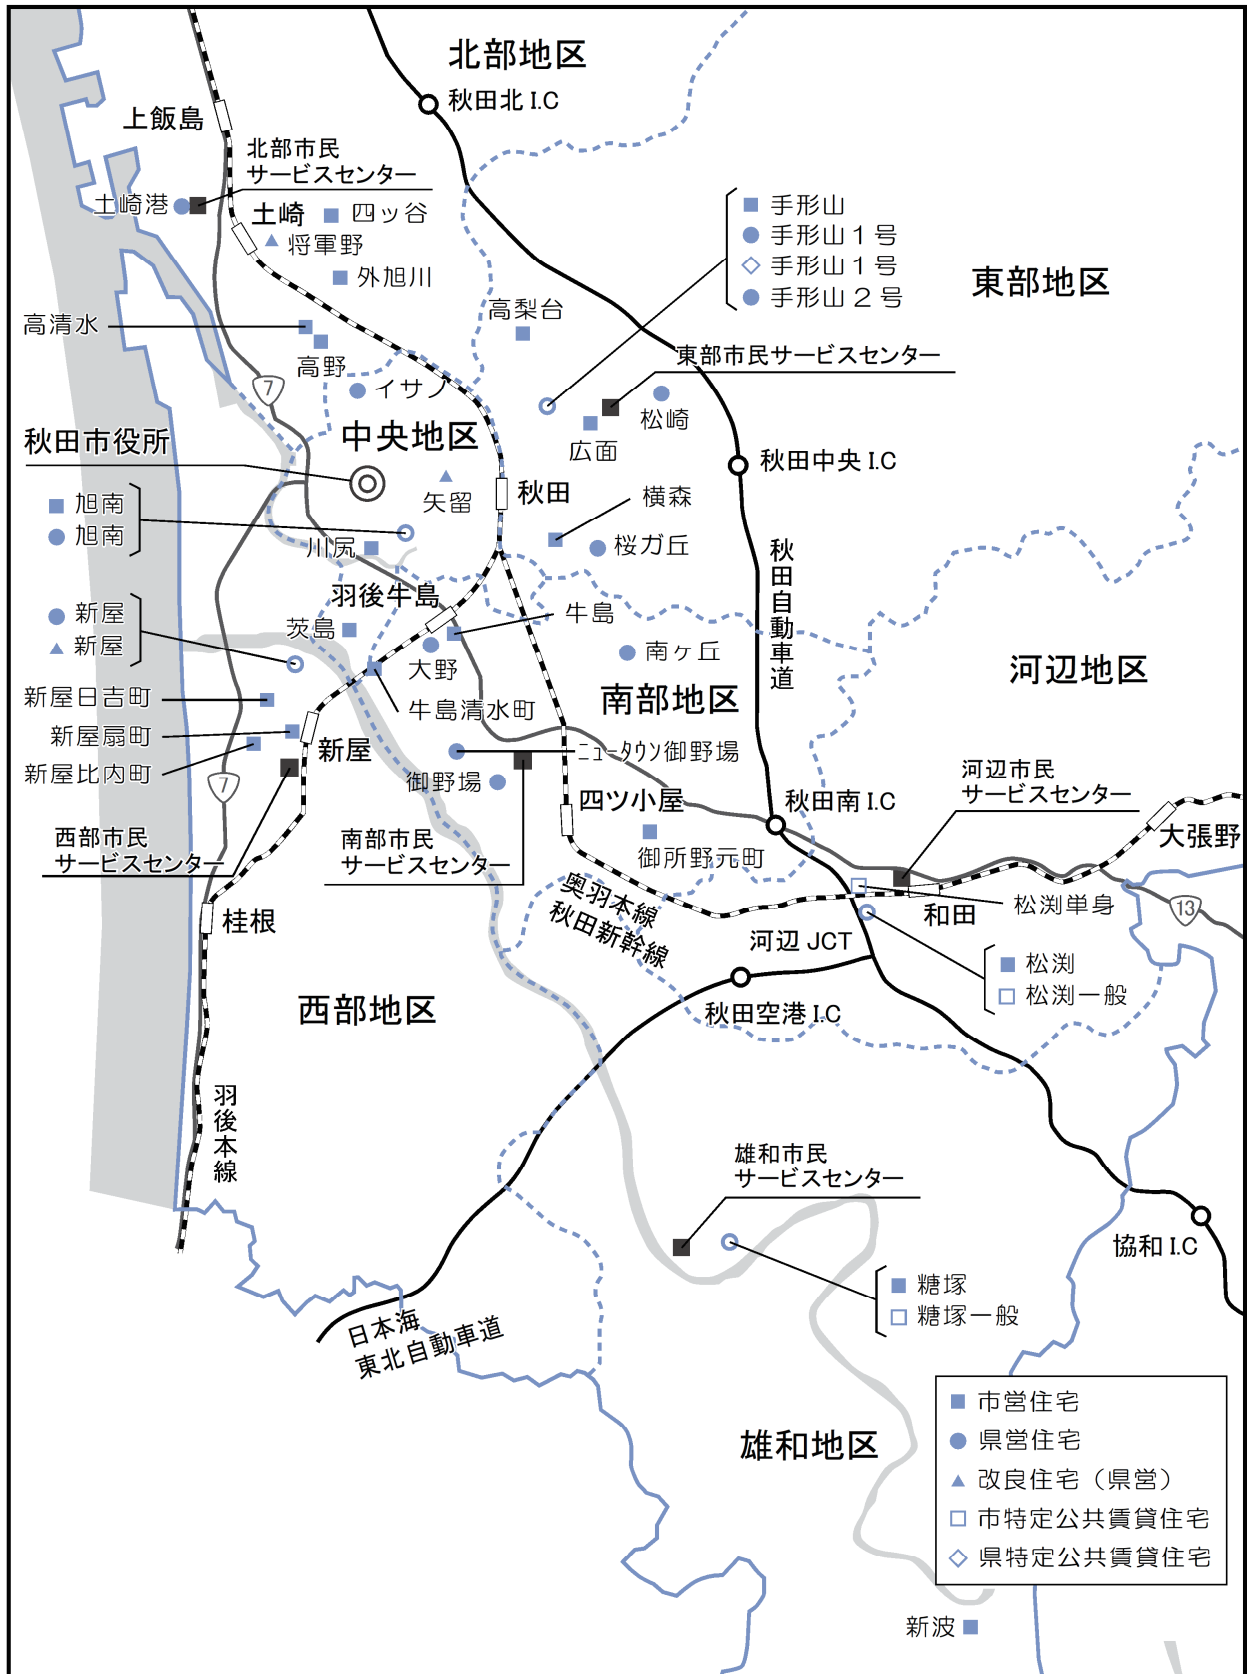 北部地区
秋田北 I.C
上飯島
北部市民
サービスセンター
土崎港
土崎
四ッ谷
将軍野
外旭川
手形山
手形山１号
手形山１号
手形山２号
東部地区
高梨台
高清水
高野
東部市民サービスセンター
イサノ
松崎
7
広面
中央地区
秋田市役所
秋田中央 I.C
矢留
秋田
横森
旭南
旭南
川尻
桜ガ丘
秋田自動車道
羽後牛島
新屋
新屋
茨島
牛島
大野
南ヶ丘
河辺地区
新屋日吉町
牛島清水町
南部地区
新屋扇町
新屋
ﾆｭｰﾀｳﾝ御野場
新屋比内町
7
御野場
四ツ小屋
秋田南 I.C
河辺市民
サービスセンター
大張野
西部市民
サービスセンター
南部市民
サービスセンター
御所野元町
奥羽本線
秋田新幹線
桂根
和田
松渕単身
13
河辺 JCT
松渕
松渕一般
西部地区
秋田空港 I.C
羽後本線
雄和市民
サービスセンター
協和 I.C
糠塚
糠塚一般
日本海
東北自動車道
雄和地区
市営住宅
県営住宅
改良住宅（県営）
市特定公共賃貸住宅
県特定公共賃貸住宅
新波